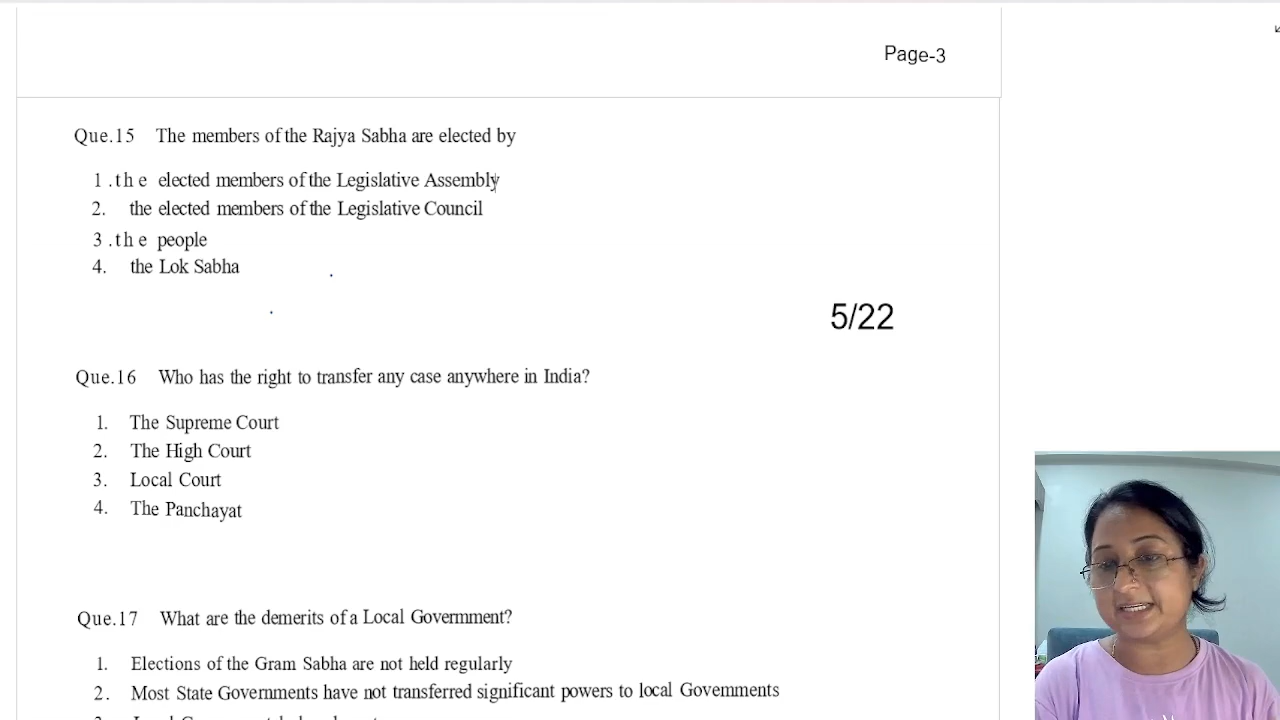 Page-3
Que.15 The members of the Rajya Sabha are elected by
1.the elected members of the Legislative Assembly
2. the elected members of the Legislative Council
3.the people
4. the Lok Sabha
5/22
Que.16 Who has the right to transfer any case anywhere in India?
1. The Supreme Court
2. The High Court
3. Local Court
4. The Panchayat
Que.17 What are the demerits of a Local Government?
1. Elections of the Gram Sabha are not held regularly
2. Most State Governments have not transferred significant powers to local Governments